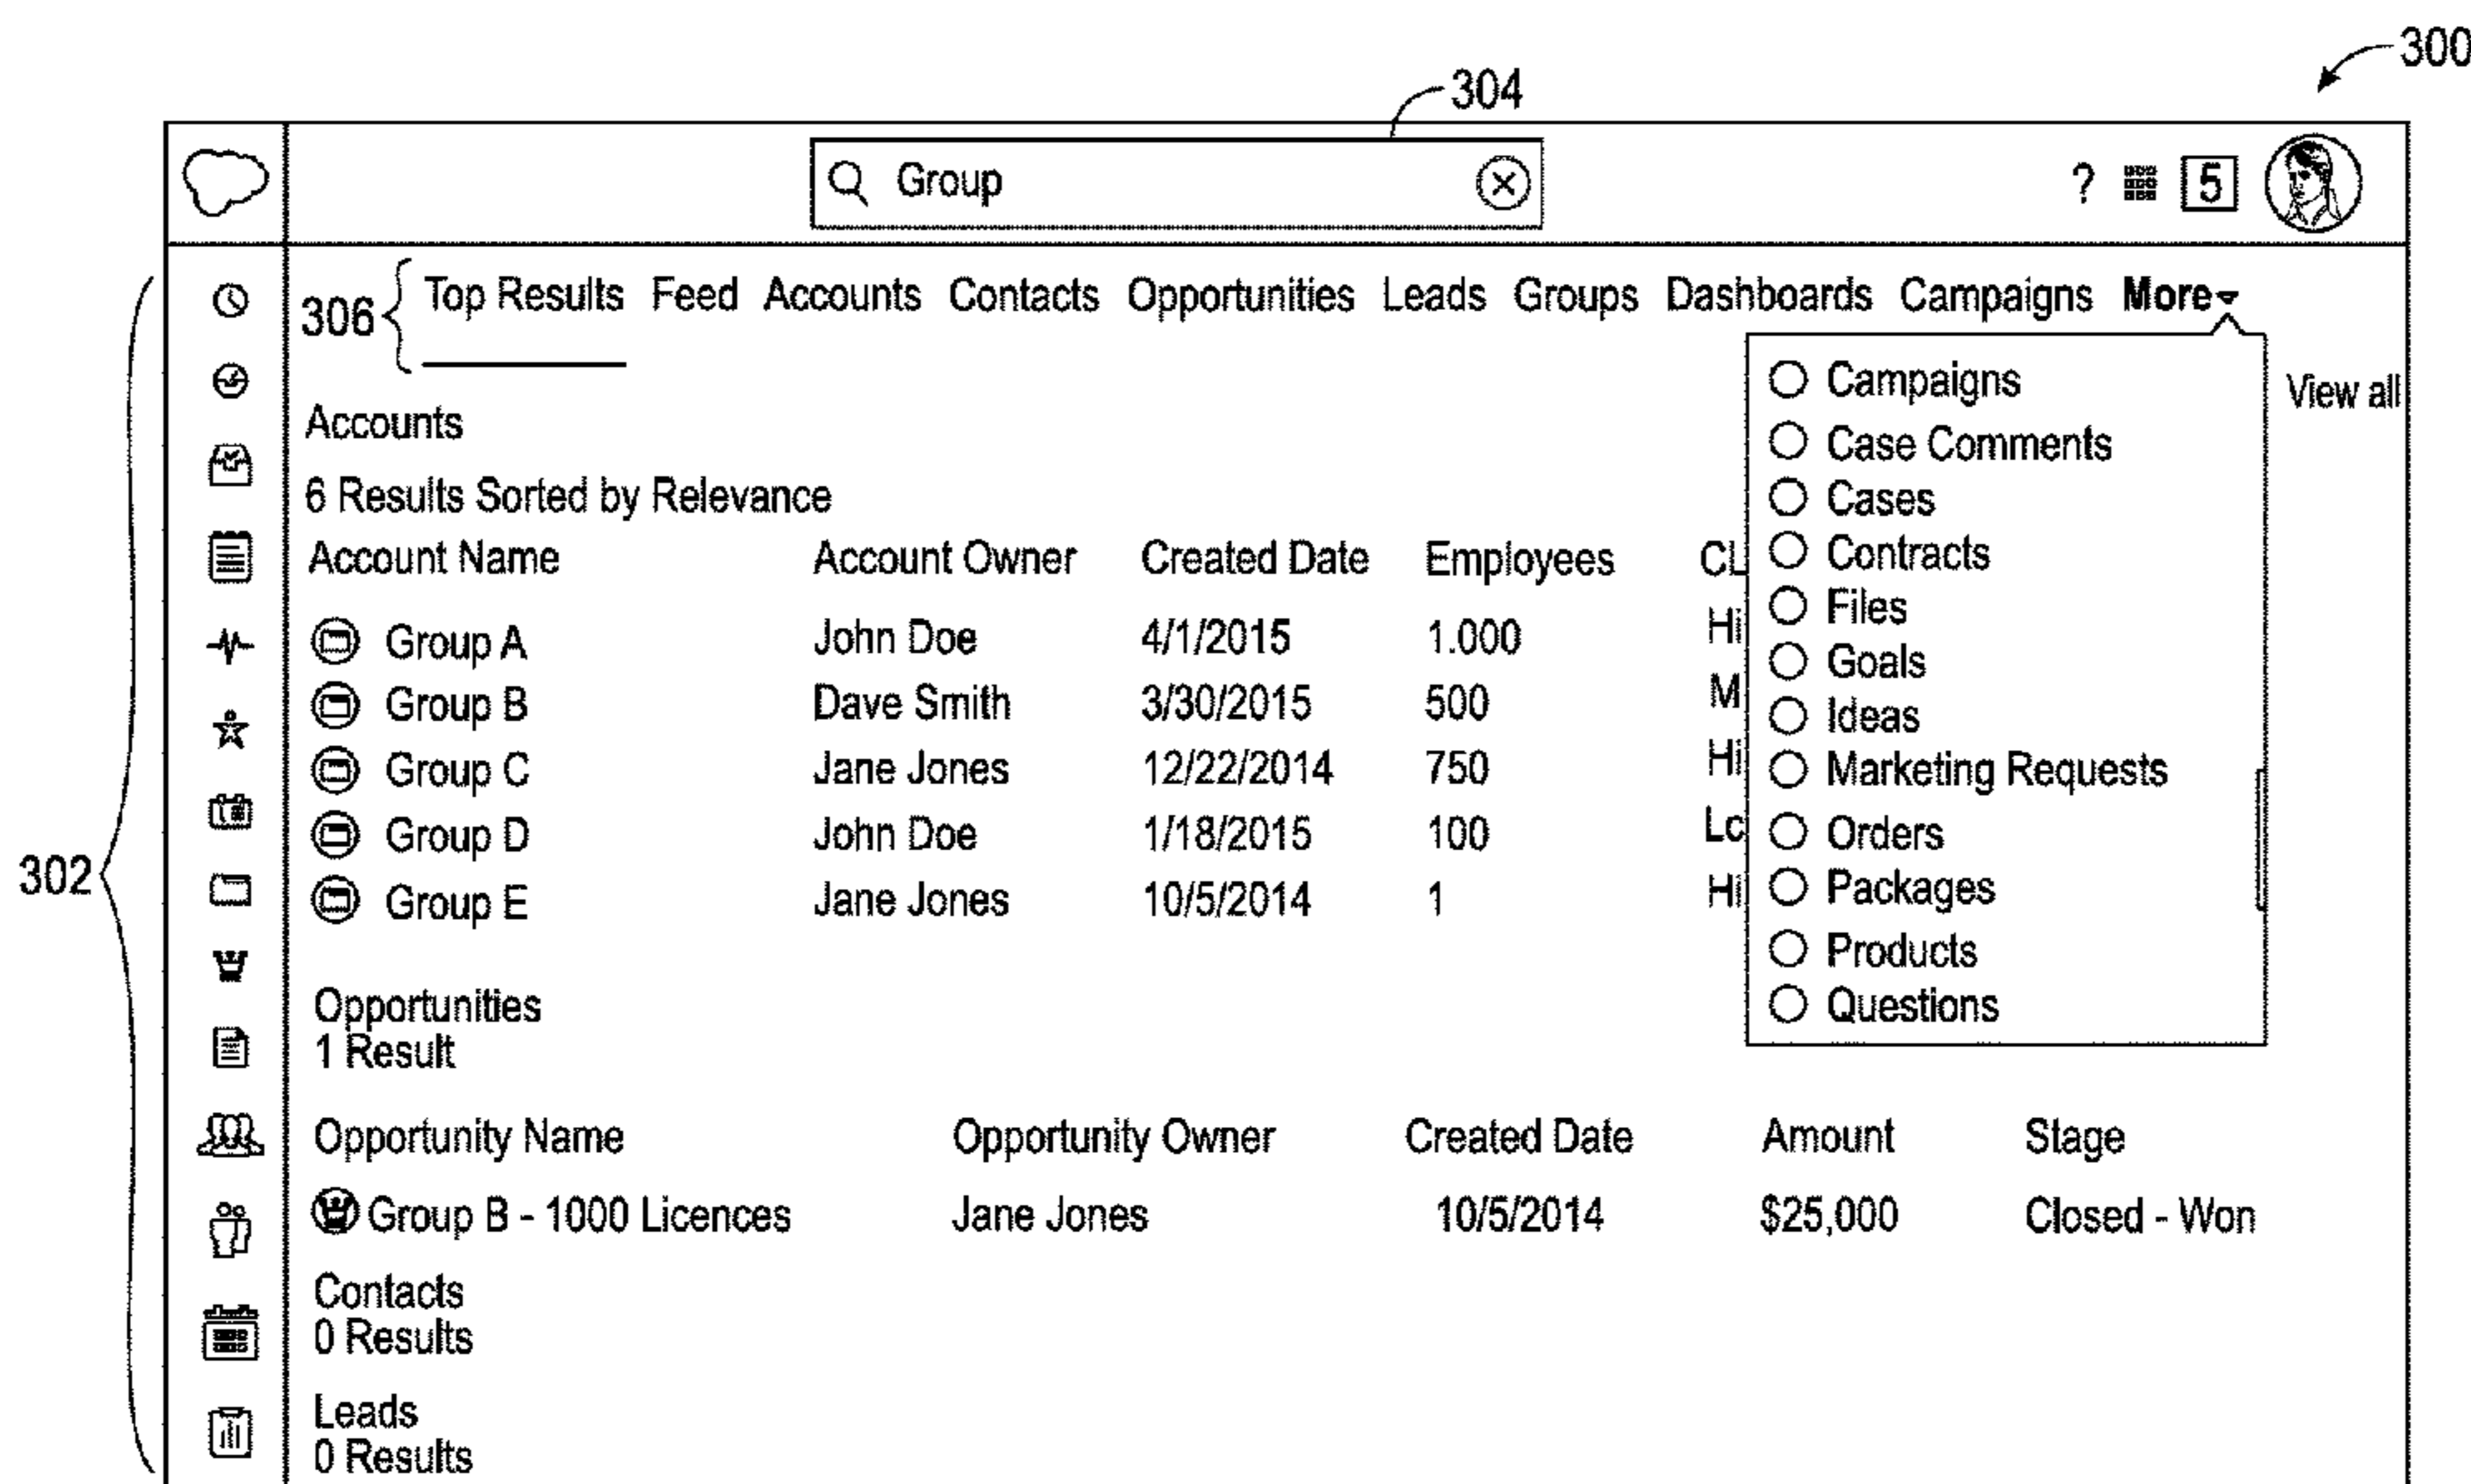 300
304
Group
? 5
306 Top Results Feed Accounts Contacts Opportunities Leads Groups Dashboards Campaigns More
View all
Accounts
6 Results Sorted by Relevance
Account Name Account Owner Created Date Employees CL
Group A John Doe 4/1/2015 1.000 Hi
Group B Dave Smith 3/30/2015 500 M
Group C Jane Jones 12/22/2014 750 Hi
Group D John Doe 1/18/2015 100 Lc
Group E Jane Jones 10/5/2014 1 Hi
Campaigns
Case Comments
Cases
Contracts
Files
Goals
Ideas
Marketing Requests
Orders
Packages
Products
Questions
302
Opportunities
1 Result
Opportunity Name Opportunity Owner Created Date Amount Stage
Group B - 1000 Licences Jane Jones 10/5/2014 $25,000 Closed - Won
Contacts
0 Results
Leads
0 Results